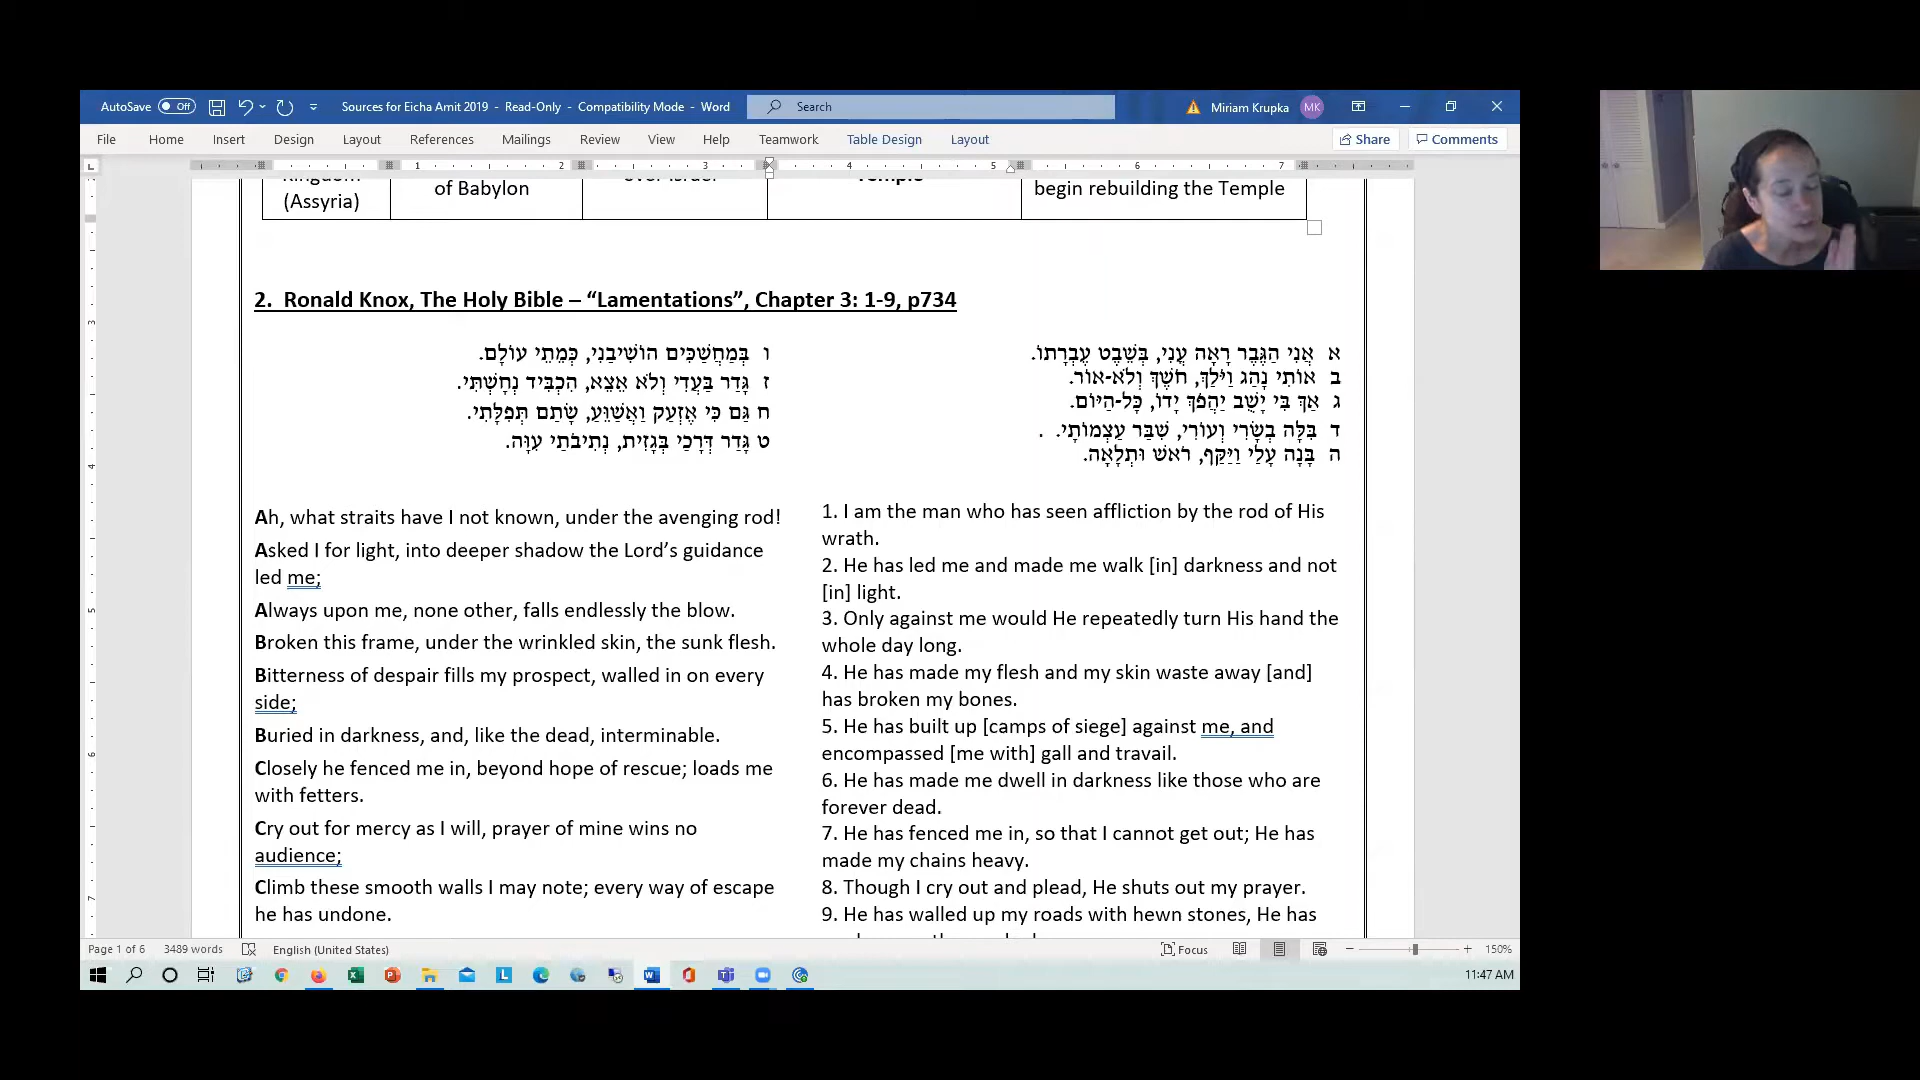 AutoSave Off Sources for Eicha Amit 2019 - Read-Only - Compatibility Mode - Word Search Miriam Krupka MK
File Home Insert Design Layout References Mailings Review View Help Teamwork Table Design Layout Share Comments
1 2 3 4 5 6 7
(Assyria)
of Babylon
over Israel
Temple
begin rebuilding the Temple
2. Ronald Knox, The Holy Bible – “Lamentations”, Chapter 3: 1-9, p734
א אֲנִי הַגֶּבֶר רָאָה עֳנִי, בְּשֵׁבֶט עֶבְרָתוֹ.
ב אוֹתִי נָהַג וַיֹּלַךְ, חֹשֶׁךְ וְלֹא-אוֹר.
ג אַךְ בִּי יָשֻׁב יַהֲפֹךְ יָדוֹ, כָּל-הַיּוֹם.
ד בִּלָּה בְשָׂרִי וְעוֹרִי, שִׁבַּר עַצְמוֹתָי. .
ה בָּנָה עָלַי וַיַּקַּף, רֹאשׁ וּתְלָאָה.
ו בְּמַחֲשַׁכִּים הוֹשִׁיבַנִי, כְּמֵתֵי עוֹלָם.
ז גָּדַר בַּעֲדִי וְלֹא אֵצֵא, הִכְבִּיד נְחָשְׁתִּי.
ח גַּם כִּי אֶזְעַק וַאֲשַׁוֵּעַ, שָׂתַם תְּפִלָּתִי.
ט גָּדַר דְּרָכַי בְּגָזִית, נְתִיבֹתַי עִוָּה.
Ah, what straits have I not known, under the avenging rod!
Asked I for light, into deeper shadow the Lord’s guidance
led me;
Always upon me, none other, falls endlessly the blow.
Broken this frame, under the wrinkled skin, the sunk flesh.
Bitterness of despair fills my prospect, walled in on every
side;
Buried in darkness, and, like the dead, interminable.
Closely he fenced me in, beyond hope of rescue; loads me
with fetters.
Cry out for mercy as I will, prayer of mine wins no
audience;
Climb these smooth walls I may note; every way of escape
he has undone.
1. I am the man who has seen affliction by the rod of His
wrath.
2. He has led me and made me walk [in] darkness and not
[in] light.
3. Only against me would He repeatedly turn His hand the
whole day long.
4. He has made my flesh and my skin waste away [and]
has broken my bones.
5. He has built up [camps of siege] against me, and
encompassed [me with] gall and travail.
6. He has made me dwell in darkness like those who are
forever dead.
7. He has fenced me in, so that I cannot get out; He has
made my chains heavy.
8. Though I cry out and plead, He shuts out my prayer.
9. He has walled up my roads with hewn stones, He has
Page 1 of 6 3489 words English (United States) Focus 150%
11:47 AM